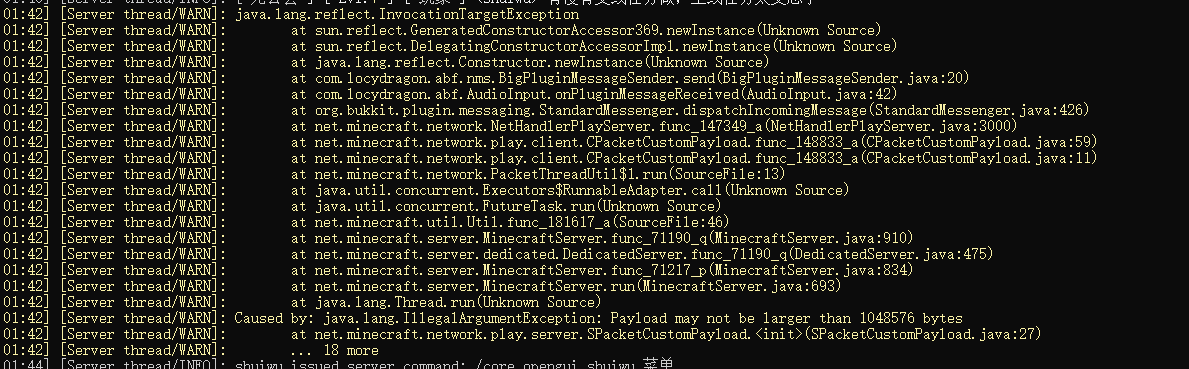 01:42] [Server thread/WARN]: java.lang.reflect.InvocationTargetException
01:42] [Server thread/WARN]: at sun.reflect.GeneratedConstructorAccessor369.newInstance(Unknown Source)
01:42] [Server thread/WARN]: at sun.reflect.DelegatingConstructorAccessorImpl.newInstance(Unknown Source)
01:42] [Server thread/WARN]: at java.lang.reflect.Constructor.newInstance(Unknown Source)
01:42] [Server thread/WARN]: at com.locydragon.abf.nms.BigPluginMessageSender.send(BigPluginMessageSender.java:20)
01:42] [Server thread/WARN]: at com.locydragon.abf.AudioInput.onPluginMessageReceived(AudioInput.java:42)
01:42] [Server thread/WARN]: at org.bukkit.plugin.messaging.StandardMessenger.dispatchIncomingMessage(StandardMessenger.java:426)
01:42] [Server thread/WARN]: at net.minecraft.network.NetHandlerPlayServer.func_147349_a(NetHandlerPlayServer.java:3000)
01:42] [Server thread/WARN]: at net.minecraft.network.play.client.CPacketCustomPayload.func_148833_a(CPacketCustomPayload.java:59)
01:42] [Server thread/WARN]: at net.minecraft.network.play.client.CPacketCustomPayload.func_148833_a(CPacketCustomPayload.java:11)
01:42] [Server thread/WARN]: at net.minecraft.network.PacketThreadUtil$1.run(SourceFile:13)
01:42] [Server thread/WARN]: at java.util.concurrent.Executors$RunnableAdapter.call(Unknown Source)
01:42] [Server thread/WARN]: at java.util.concurrent.FutureTask.run(Unknown Source)
01:42] [Server thread/WARN]: at net.minecraft.util.Util.func_181617_a(SourceFile:46)
01:42] [Server thread/WARN]: at net.minecraft.server.MinecraftServer.func_71190_q(MinecraftServer.java:910)
01:42] [Server thread/WARN]: at net.minecraft.server.dedicated.DedicatedServer.func_71190_q(DedicatedServer.java:475)
01:42] [Server thread/WARN]: at net.minecraft.server.MinecraftServer.func_71217_p(MinecraftServer.java:834)
01:42] [Server thread/WARN]: at net.minecraft.server.MinecraftServer.run(MinecraftServer.java:693)
01:42] [Server thread/WARN]: at java.lang.Thread.run(Unknown Source)
01:42] [Server thread/WARN]: Caused by: java.lang.IllegalArgumentException: Payload may not be larger than 1048576 bytes
01:42] [Server thread/WARN]: at net.minecraft.network.play.server.SPacketCustomPayload.<init>(SPacketCustomPayload.java:27)
01:42] [Server thread/WARN]: ... 18 more
01:44] [Server thread/INFO]: shuiwu issued server command: /core opengui shuiwu 菜单